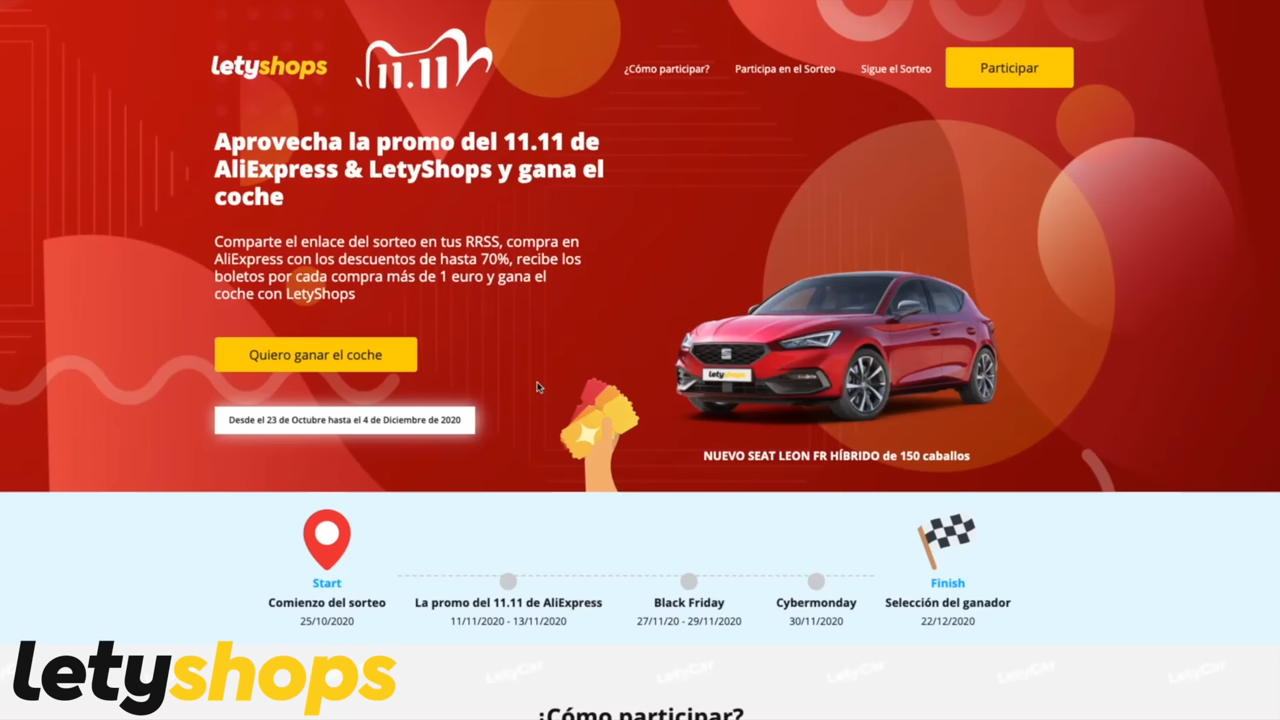 letyshops
11.11
¿Cómo participar?
Participa en el Sorteo
Sigue el Sorteo
Participar
Aprovecha la promo del 11.11 de
AliExpress & LetyShops y gana el
coche
Comparte el enlace del sorteo en tus RRSS, compra en
AliExpress con los descuentos de hasta 70%, recibe los
boletos por cada compra más de 1 euro y gana el
coche con LetyShops
Quiero ganar el coche
Desde el 23 de Octubre hasta el 4 de Diciembre de 2020
letyshops
NUEVO SEAT LEON FR HÍBRIDO de 150 caballos
Start
Comienzo del sorteo
25/10/2020
La promo del 11.11 de AliExpress
11/11/2020 - 13/11/2020
Black Friday
27/11/20 - 29/11/2020
Cybermonday
30/11/2020
Finish
Selección del ganador
22/12/2020
letyshops
LetyCar
LetyCar
LetyCar
LetyCar
LetyCar
¿Cómo participar?